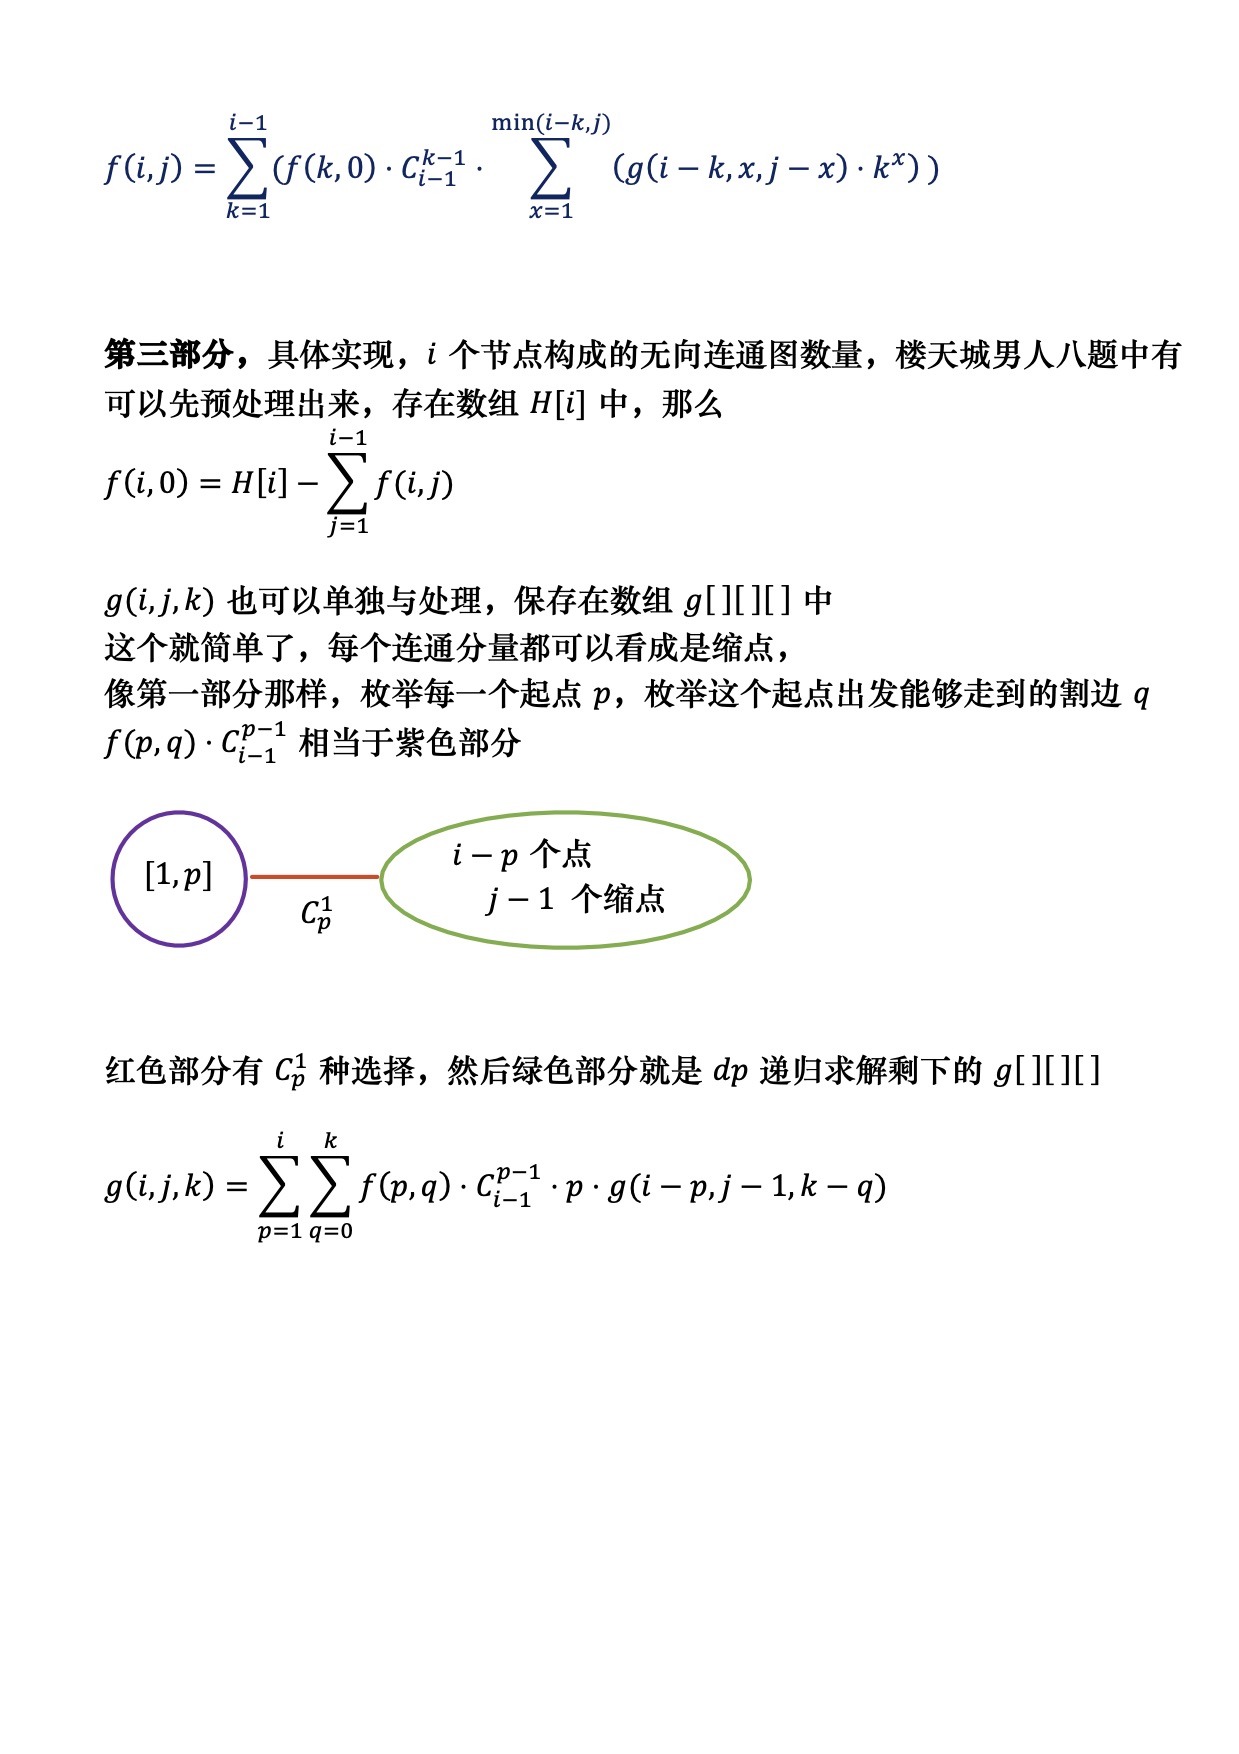 f(i,j) = \sum_{k=1}^{i-1} (f(k,0) · C_{i-1}^{k-1} · \sum_{x=1}^{\min(i-k,j)} (g(i − k, x, j − x) · k^x) )
第三部分，具体实现，i 个节点构成的无向连通图数量，楼天城男人八题中有
可以先预处理出来，存在数组 H[i] 中，那么
f(i,0) = H[i] − \sum_{j=1}^{i-1} f(i,j)
g(i,j,k) 也可以单独与处理，保存在数组 g[ ][ ][ ] 中
这个就简单了，每个连通分量都可以看成是缩点，
像第一部分那样，枚举每一个起点 p，枚举这个起点出发能够走到的割边 q
f(p,q) · C_{i-1}^{p-1} 相当于紫色部分
[1,p]
C_p^1
i − p 个点
j − 1 个缩点
红色部分有 C_p^1 种选择，然后绿色部分就是 dp 递归求解剩下的 g[ ][ ][ ]
g(i,j,k) = \sum_{p=1}^{i} \sum_{q=0}^{k} f(p,q) · C_{i-1}^{p-1} · p · g(i − p, j − 1, k − q)